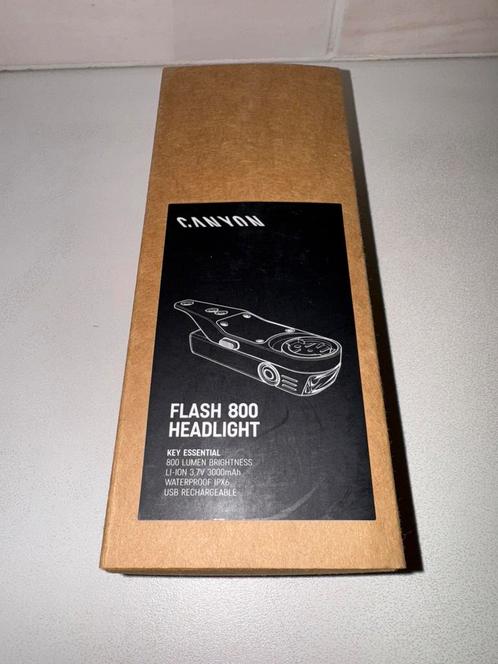 CANYON
FLASH 800
HEADLIGHT
KEY ESSENTIAL
800 LUMEN BRIGHTNESS
LI-ION 3,7V 3000mAh
WATERPROOF IPX6
USB RECHARGEABLE